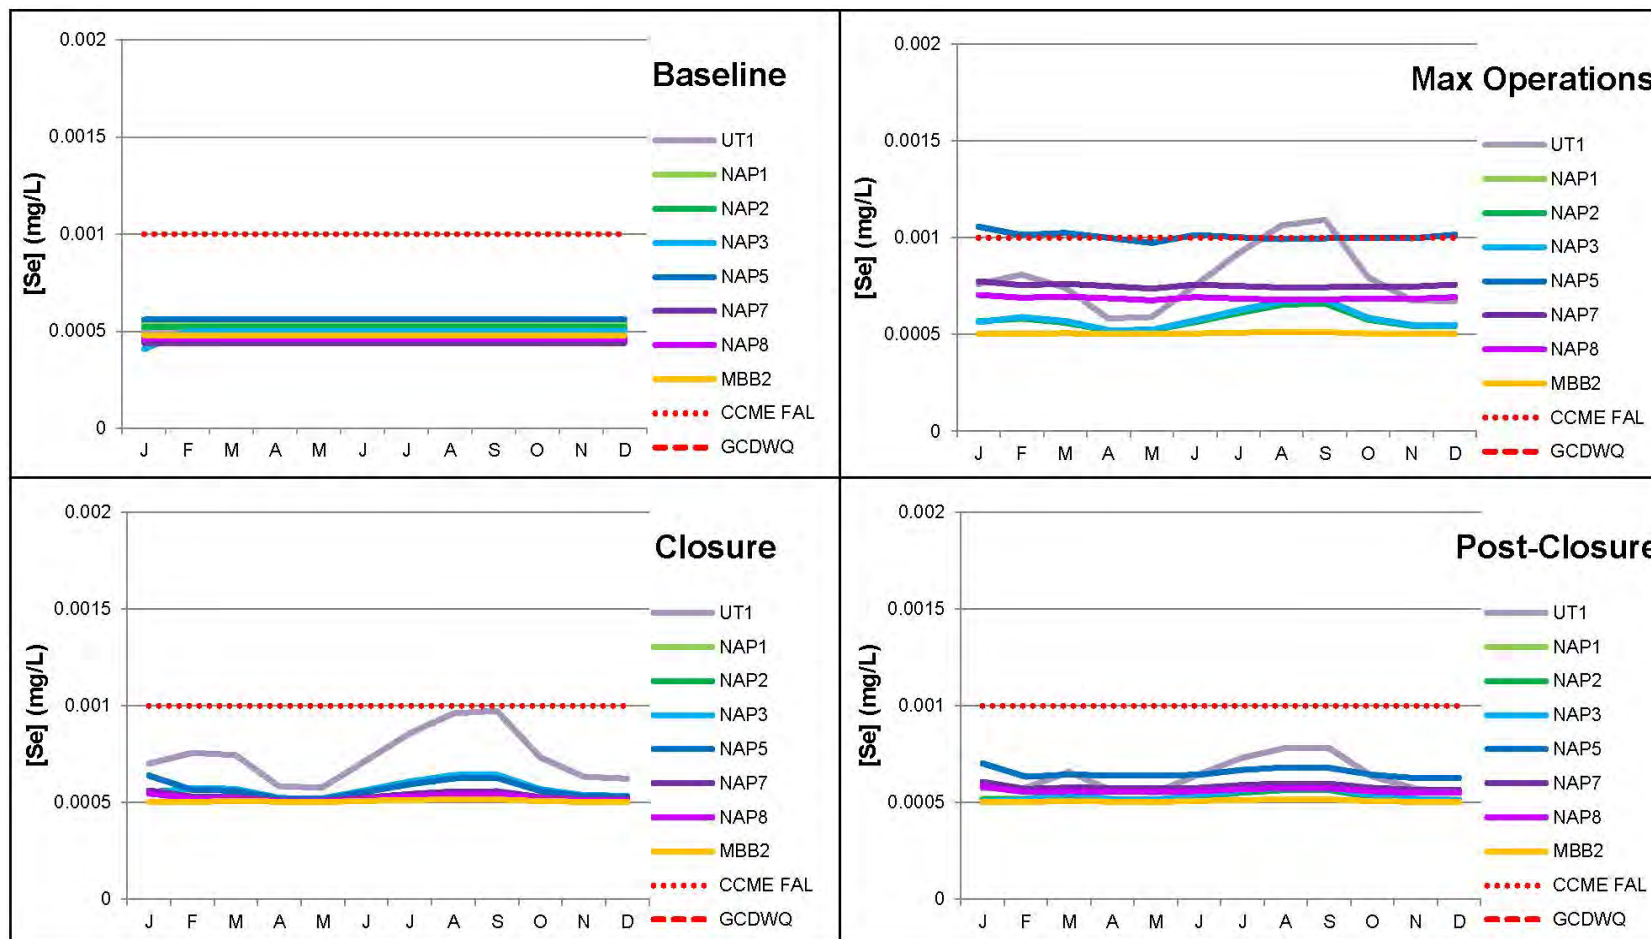 Baseline
[Se] (mg/L)
0.002
0.0015
0.001
0.0005
0
J F M A M J J A S O N D
UT1
NAP1
NAP2
NAP3
NAP5
NAP7
NAP8
MBB2
CCME FAL
GCDWQ
Max Operations
[Se] (mg/L)
0.002
0.0015
0.001
0.0005
0
J F M A M J J A S O N D
UT1
NAP1
NAP2
NAP3
NAP5
NAP7
NAP8
MBB2
CCME FAL
GCDWQ
Closure
[Se] (mg/L)
0.002
0.0015
0.001
0.0005
0
J F M A M J J A S O N D
UT1
NAP1
NAP2
NAP3
NAP5
NAP7
NAP8
MBB2
CCME FAL
GCDWQ
Post-Closure
[Se] (mg/L)
0.002
0.0015
0.001
0.0005
0
J F M A M J J A S O N D
UT1
NAP1
NAP2
NAP3
NAP5
NAP7
NAP8
MBB2
CCME FAL
GCDWQ